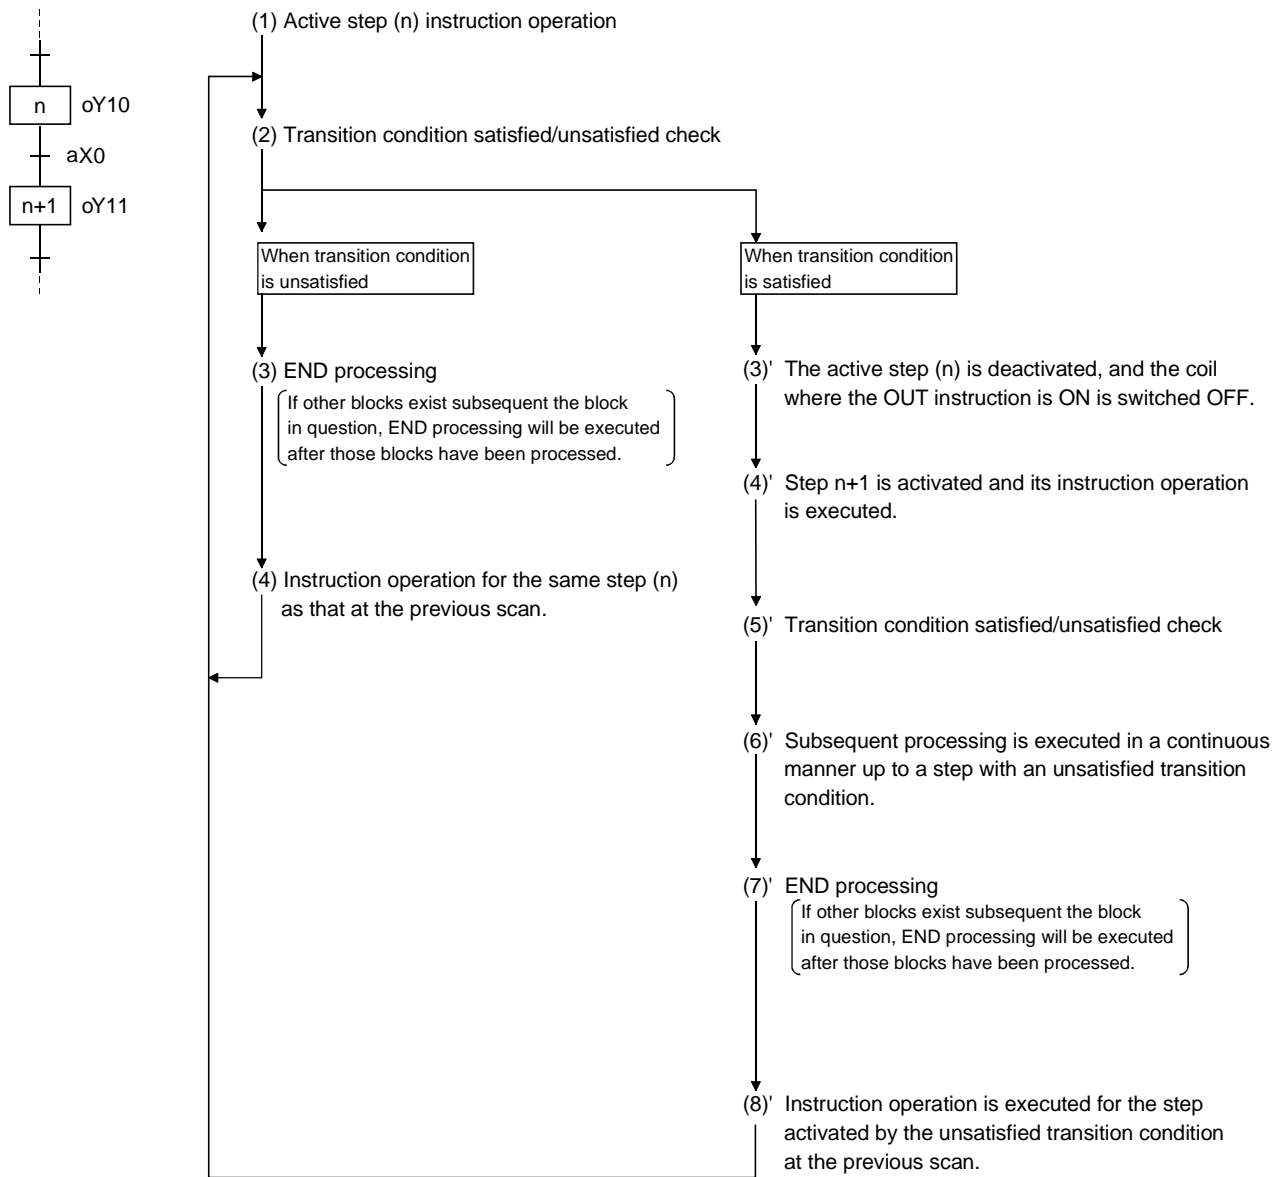 n
oY10
aX0
n+1
oY11
(1) Active step (n) instruction operation
(2) Transition condition satisfied/unsatisfied check
When transition condition
is unsatisfied
(3) END processing
If other blocks exist subsequent the block
in question, END processing will be executed
after those blocks have been processed.
(4) Instruction operation for the same step (n)
as that at the previous scan.
When transition condition
is satisfied
(3)' The active step (n) is deactivated, and the coil
where the OUT instruction is ON is switched OFF.
(4)' Step n+1 is activated and its instruction operation
is executed.
(5)' Transition condition satisfied/unsatisfied check
(6)' Subsequent processing is executed in a continuous
manner up to a step with an unsatisfied transition
condition.
(7)' END processing
If other blocks exist subsequent the block
in question, END processing will be executed
after those blocks have been processed.
(8)' Instruction operation is executed for the step
activated by the unsatisfied transition condition
at the previous scan.